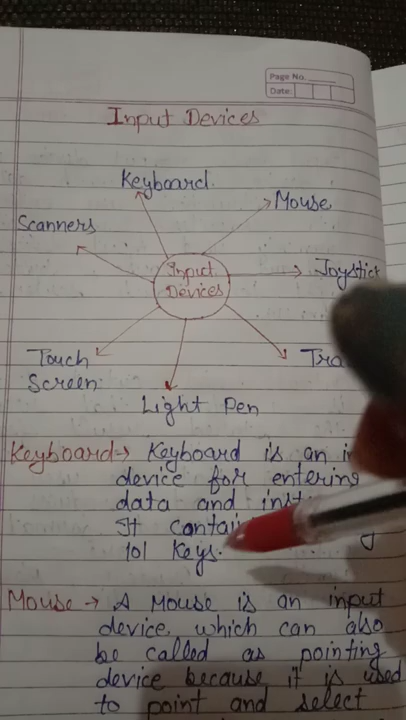 Page No.
Date:
Input Devices
Keyboard
Mouse
Scanners
Input
Devices
Joystick
Touch
Screen
Light Pen
Keyboard → Keyboard is an
device for entering
data and
It
101 Keys.
Mouse → A Mouse is an input
device, which can also
be called as pointing
device because it is used
to point and select